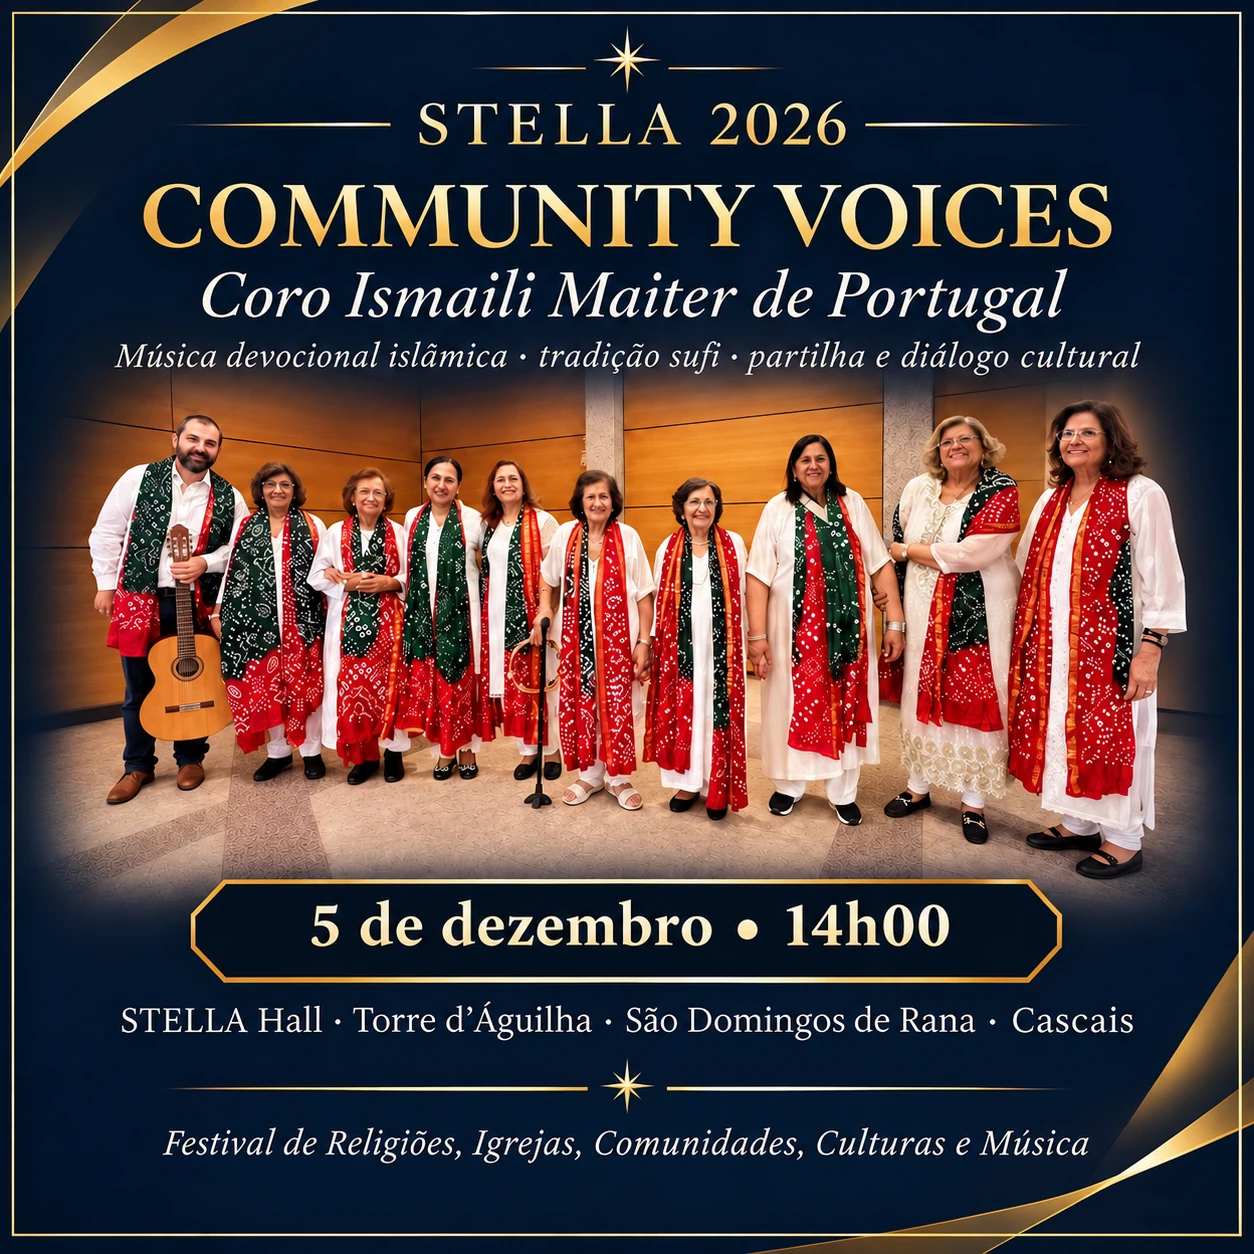 STELLA 2026
COMMUNITY VOICES
Coro Ismaili Maiter de Portugal
Música devocional islãmica · tradição sufi · partilha e diálogo cultural
5 de dezembro • 14h00
STELLA Hall · Torre d’Águilha · São Domingos de Rana · Cascais
Festival de Religiões, Igrejas, Comunidades, Culturas e Música